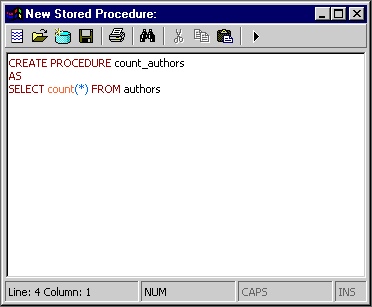 New Stored Procedure:
CREATE PROCEDURE count_authors
AS
SELECT count(*) FROM authors
Line: 4 Column: 1 NUM CAPS INS